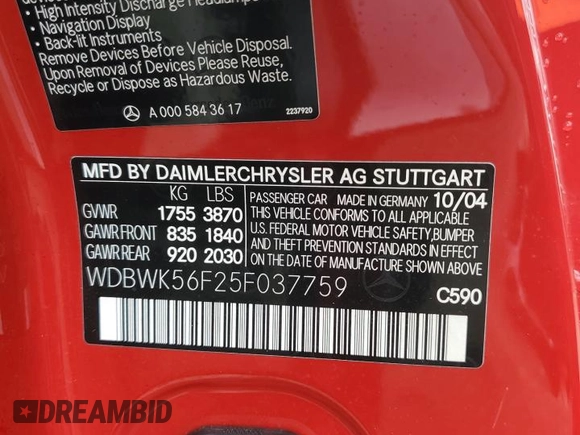 • High Intensity Discharge Headlamps
• Navigation Display
• Back-lit Instruments
Remove Devices Before Vehicle Disposal.
Upon Removal of Devices Please Reuse,
Recycle or Dispose as Hazardous Waste.
A 000 584 36 17
2237920
MFD BY DAIMLERCHRYSLER AG STUTTGART
KG LBS
GVWR 1755 3870
GAWR FRONT 835 1840
GAWR REAR 920 2030
PASSENGER CAR MADE IN GERMANY 10/04
THIS VEHICLE CONFORMS TO ALL APPLICABLE
U.S. FEDERAL MOTOR VEHICLE SAFETY, BUMPER
AND THEFT PREVENTION STANDARDS IN EFFECT
ON THE DATE OF MANUFACTURE SHOWN ABOVE.
WDBWK56F25F037759
C590
DREAMBID